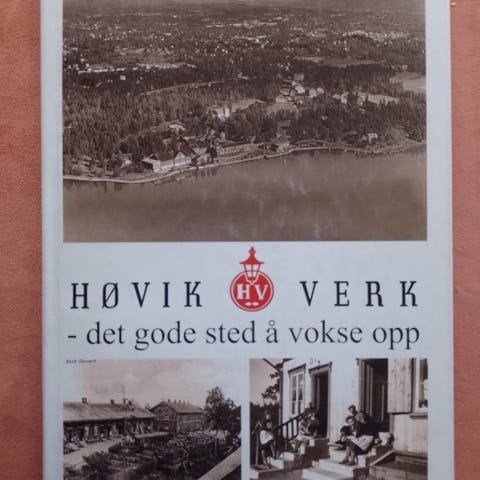 HØVIK HV VERK
- det gode sted å vokse opp